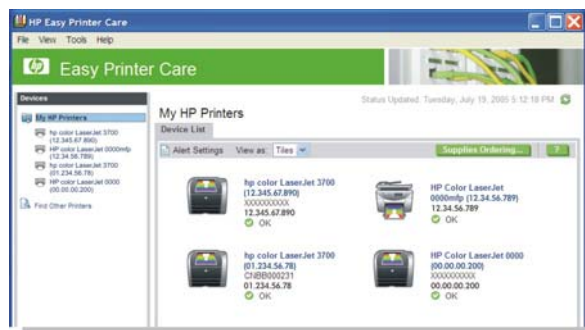 HP Easy Printer Care
File View Tools Help
hp Easy Printer Care
Devices
My HP Printers
hp color LaserJet 3700
(12.345.67.890)
HP color LaserJet 0000mfp
(12.34.56.789)
hp color LaserJet 3700
(01.234.56.78)
HP color LaserJet 0000
(00.00.00.200)
Find Other Printers
Status Updated: Tuesday, July 19, 2005 5:12:18 PM
My HP Printers
Device List
Alert Settings View as: Tiles Supplies Ordering... ?
hp color LaserJet 3700
(12.345.67.890)
XXXXXXXXXX
12.345.67.890
OK
HP Color LaserJet
0000mfp (12.34.56.789)
12.34.56.789
OK
hp color LaserJet 3700
(01.234.56.78)
CNBB000231
01.234.56.78
OK
HP Color LaserJet 0000
(00.00.00.200)
XXXXXXXXXX
00.00.00.200
OK